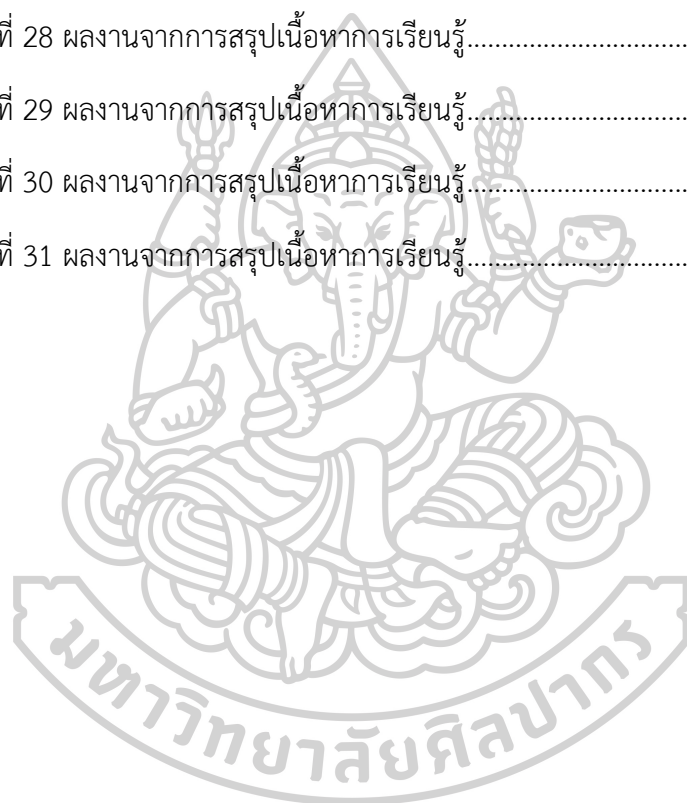 ที่ 28 ผลงานจากการสรุปเนื้อหาการเรียนรู้................................
ที่ 29 ผลงานจากการสรุปเนื้อหาการเรียนรู้................................
ที่ 30 ผลงานจากการสรุปเนื้อหาการเรียนรู้................................
ที่ 31 ผลงานจากการสรุปเนื้อหาการเรียนรู้................................
มหาวิทยาลัยศิลปากร